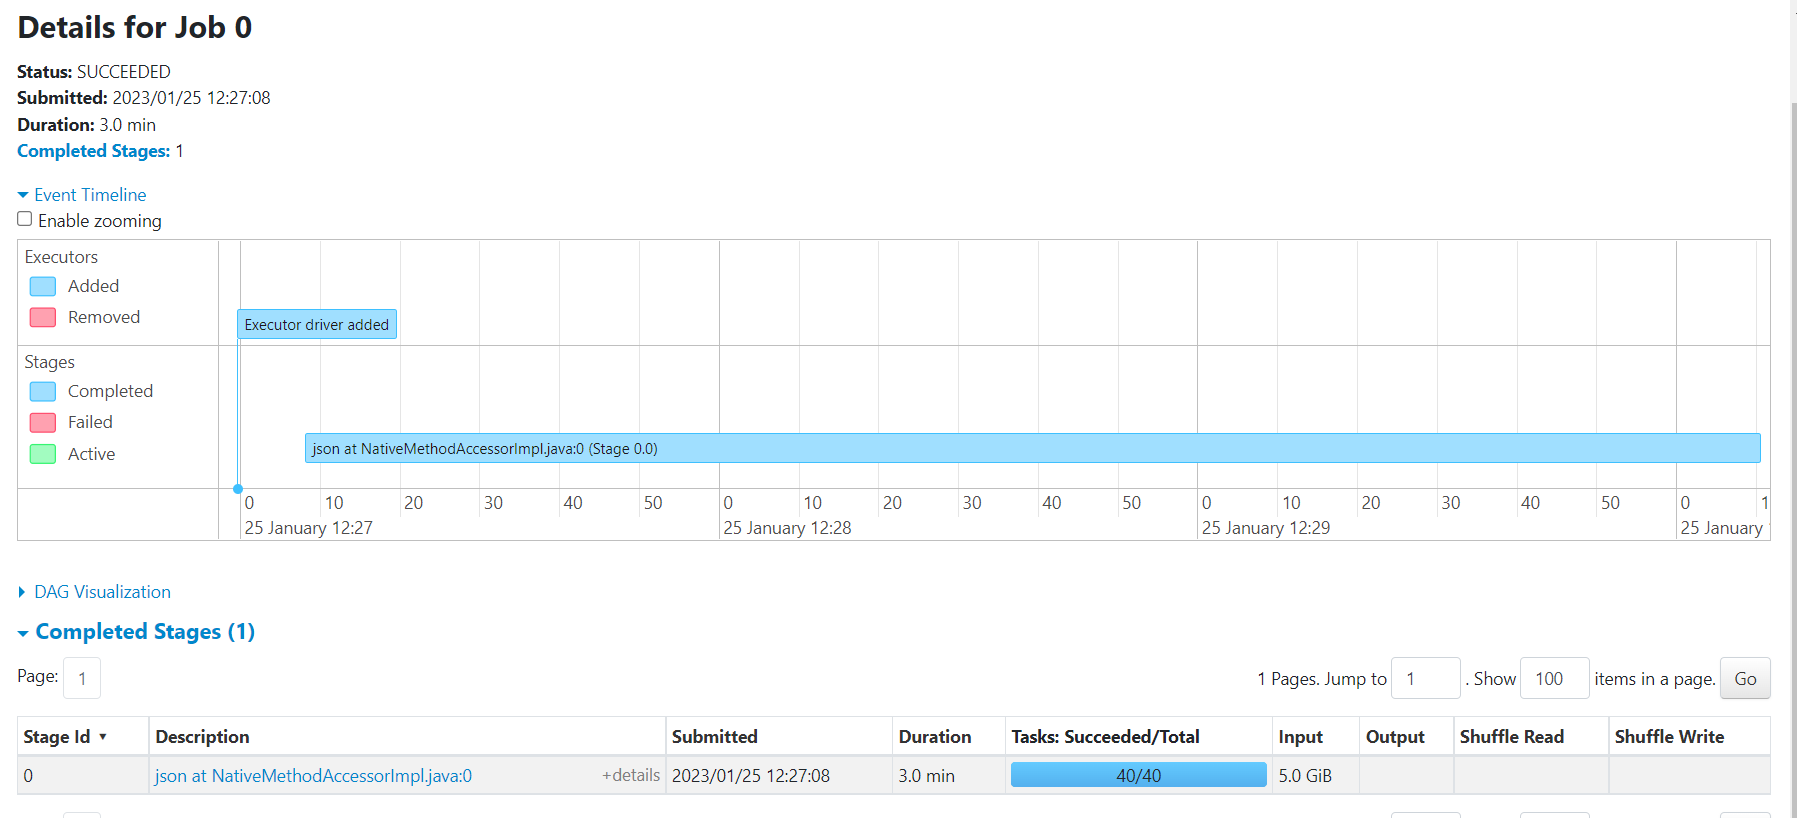 Details for Job 0
Status: SUCCEEDED
Submitted: 2023/01/25 12:27:08
Duration: 3.0 min
Completed Stages: 1
Event Timeline
Enable zooming
Executors
Added
Removed
Executor driver added
Stages
Completed
Failed
Active
json at NativeMethodAccessorImpl.java:0 (Stage 0.0)
0 10 20 30 40 50 0 10 20 30 40 50 0 10 20 30 40 50 0 1
25 January 12:27 25 January 12:28 25 January 12:29 25 January
DAG Visualization
Completed Stages (1)
Page: 1 1 Pages. Jump to 1 . Show 100 items in a page. Go
Stage Id Description Submitted Duration Tasks: Succeeded/Total Input Output Shuffle Read Shuffle Write
0 json at NativeMethodAccessorImpl.java:0 +details 2023/01/25 12:27:08 3.0 min 40/40 5.0 GiB